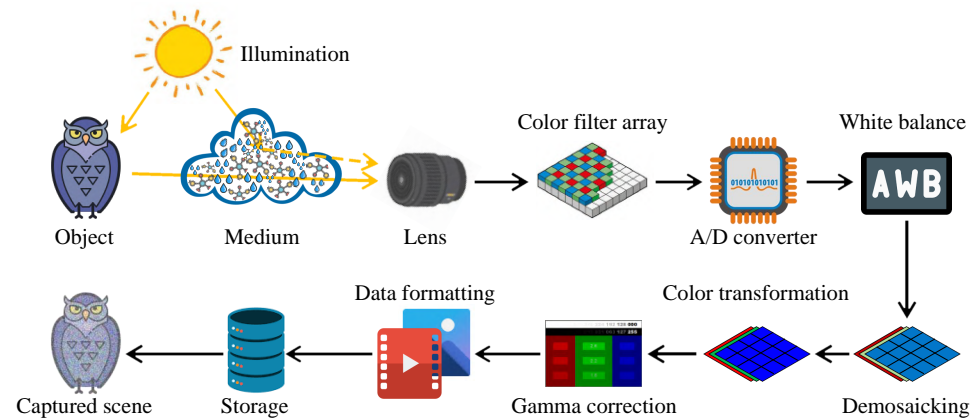 Illumination
Color filter array
White balance
010101010101
AWB
Object
Medium
Lens
A/D converter
Data formatting
Color transformation
Captured scene
Storage
Gamma correction
Demosaicking